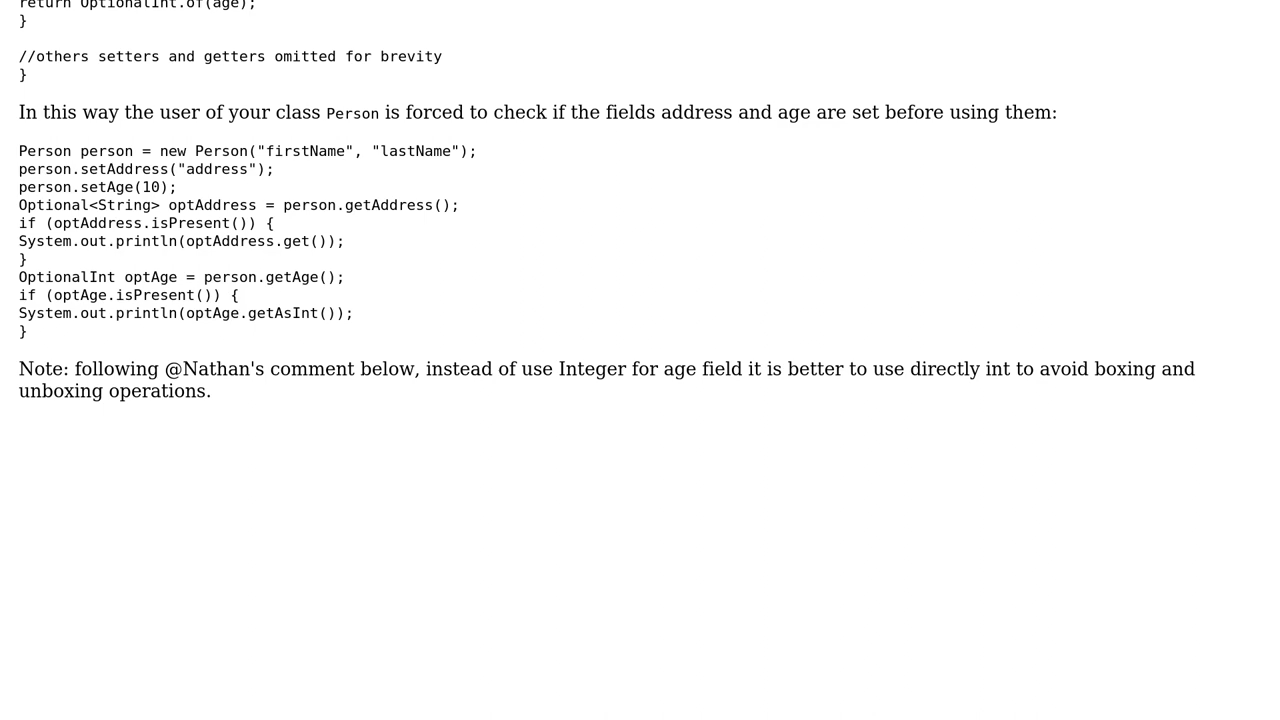 return OptionalInt.of(age);
}
//others setters and getters omitted for brevity
}
In this way the user of your class Person is forced to check if the fields address and age are set before using them:
Person person = new Person("firstName", "lastName");
person.setAddress("address");
person.setAge(10);
Optional<String> optAddress = person.getAddress();
if (optAddress.isPresent()) {
System.out.println(optAddress.get());
}
OptionalInt optAge = person.getAge();
if (optAge.isPresent()) {
System.out.println(optAge.getAsInt());
}
Note: following @Nathan's comment below, instead of use Integer for age field it is better to use directly int to avoid boxing and
unboxing operations.